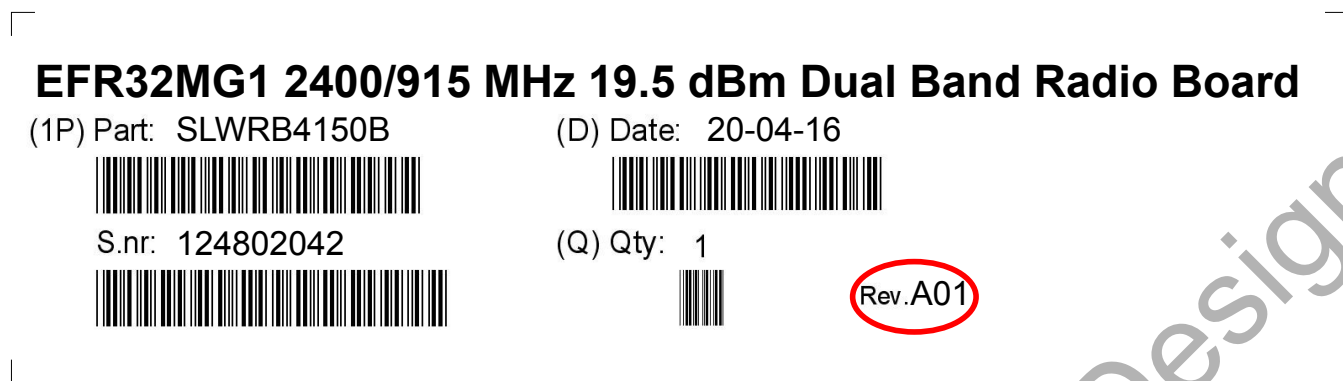 EFR32MG1 2400/915 MHz 19.5 dBm Dual Band Radio Board
(1P) Part: SLWRB4150B (D) Date: 20-04-16
S.nr: 124802042 (Q) Qty: 1
Rev.A01
Design